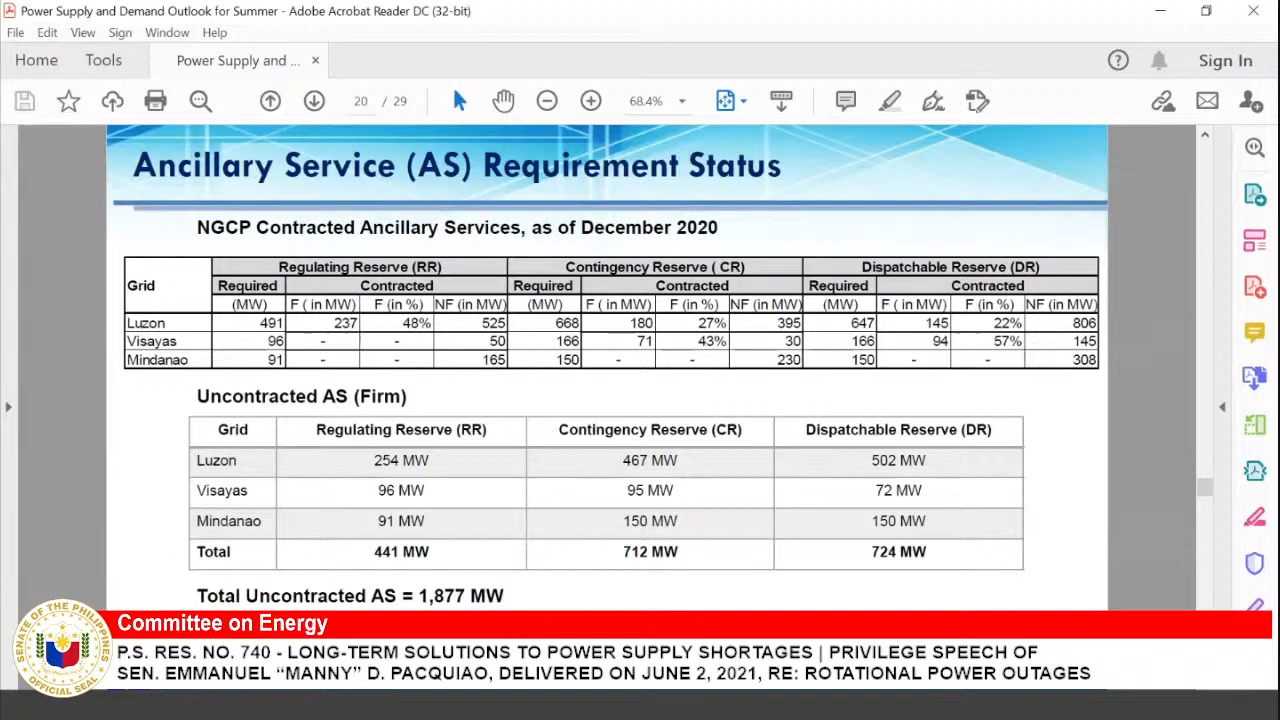 Power Supply and Demand Outlook for Summer - Adobe Acrobat Reader DC (32-bit)
File Edit View Sign Window Help
Home Tools Power Supply and ... × Sign In
20 / 29 68.4%
Ancillary Service (AS) Requirement Status
NGCP Contracted Ancillary Services, as of December 2020
Grid Regulating Reserve (RR) Contingency Reserve ( CR) Dispatchable Reserve (DR)
Required Contracted Required Contracted Required Contracted
(MW) F ( in MW) F (in %) NF (in MW) (MW) F ( in MW) F (in %) NF (in MW) (MW) F ( in MW) F (in %) NF (in MW)
Luzon 491 237 48% 525 668 180 27% 395 647 145 22% 806
Visayas 96 - - 50 166 71 43% 30 166 94 57% 145
Mindanao 91 - - 165 150 - - 230 150 - - 308
Uncontracted AS (Firm)
Grid Regulating Reserve (RR) Contingency Reserve (CR) Dispatchable Reserve (DR)
Luzon 254 MW 467 MW 502 MW
Visayas 96 MW 95 MW 72 MW
Mindanao 91 MW 150 MW 150 MW
Total 441 MW 712 MW 724 MW
Total Uncontracted AS = 1,877 MW
Committee on Energy
P.S. RES. NO. 740 - LONG-TERM SOLUTIONS TO POWER SUPPLY SHORTAGES | PRIVILEGE SPEECH OF
SEN. EMMANUEL “MANNY” D. PACQUIAO, DELIVERED ON JUNE 2, 2021, RE: ROTATIONAL POWER OUTAGES
SENATE OF THE PHILIPPINES
OFFICIAL SEAL